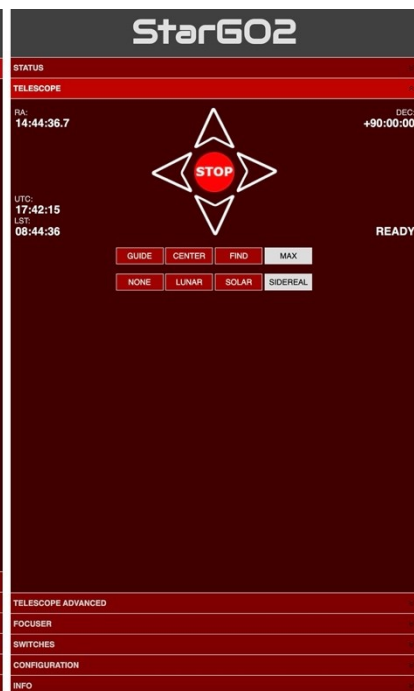 StarGO2
STATUS
TELESCOPE
RA:
14:44:36.7
DEC:
+90:00:00
STOP
UTC:
17:42:15
LST:
08:44:36
READY
GUIDE CENTER FIND MAX
NONE LUNAR SOLAR SIDEREAL
TELESCOPE ADVANCED
FOCUSER
SWITCHES
CONFIGURATION
INFO